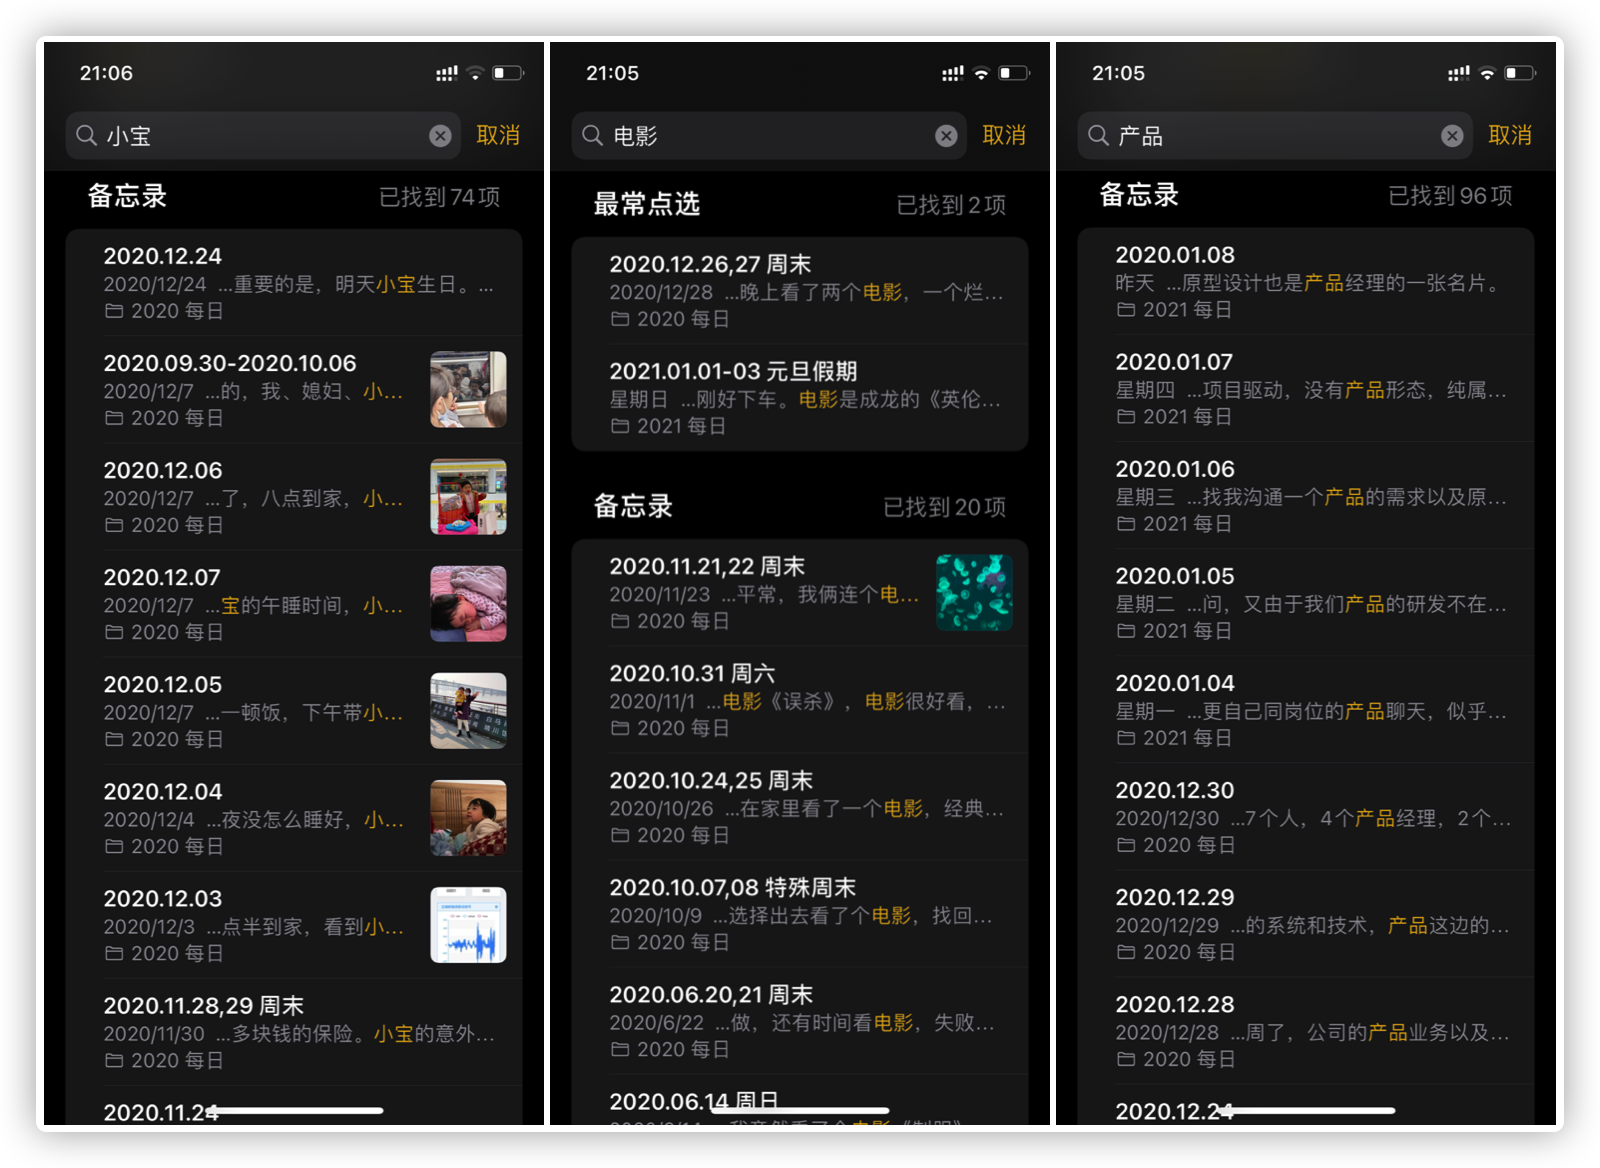 21:06
小宝
取消
备忘录
已找到 74 项
2020.12.24
2020/12/24 ...重要的是，明天小宝生日。...
2020 每日
2020.09.30-2020.10.06
2020/12/7 ...的，我、媳妇、小...
2020 每日
2020.12.06
2020/12/7 ...了，八点到家，小...
2020 每日
2020.12.07
2020/12/7 ...宝的午睡时间，小...
2020 每日
2020.12.05
2020/12/7 ...一顿饭，下午带小...
2020 每日
2020.12.04
2020/12/4 ...夜没怎么睡好，小...
2020 每日
2020.12.03
2020/12/3 ...点半到家，看到小...
2020 每日
2020.11.28,29 周末
2020/11/30 ...多块钱的保险。小宝的意外...
2020 每日
2020.11.24
21:05
电影
取消
最常点选
已找到 2 项
2020.12.26,27 周末
2020/12/28 ...晚上看了两个电影，一个烂...
2020 每日
2021.01.01-03 元旦假期
星期日 ...刚好下车。电影是成龙的《英伦...
2021 每日
备忘录
已找到 20 项
2020.11.21,22 周末
2020/11/23 ...平常，我俩连个电...
2020 每日
2020.10.31 周六
2020/11/1 ...电影《误杀》，电影很好看，...
2020 每日
2020.10.24,25 周末
2020/10/26 ...在家里看了一个电影，经典...
2020 每日
2020.10.07,08 特殊周末
2020/10/9 ...选择出去看了个电影，找回...
2020 每日
2020.06.20,21 周末
2020/6/22 ...做，还有时间看电影，失败...
2020 每日
2020.06.14 周日
21:05
产品
取消
备忘录
已找到 96 项
2020.01.08
昨天 ...原型设计也是产品经理的一张名片。
2021 每日
2020.01.07
星期四 ...项目驱动，没有产品形态，纯属...
2021 每日
2020.01.06
星期三 ...找我沟通一个产品的需求以及原...
2021 每日
2020.01.05
星期二 ...问，又由于我们产品的研发不在...
2021 每日
2020.01.04
星期一 ...更自己同岗位的产品聊天，似乎...
2021 每日
2020.12.30
2020/12/30 ...7个人，4个产品经理，2个...
2020 每日
2020.12.29
2020/12/29 ...的系统和技术，产品这边的...
2020 每日
2020.12.28
2020/12/28 ...周了，公司的产品业务以及...
2020 每日
2020.12.24